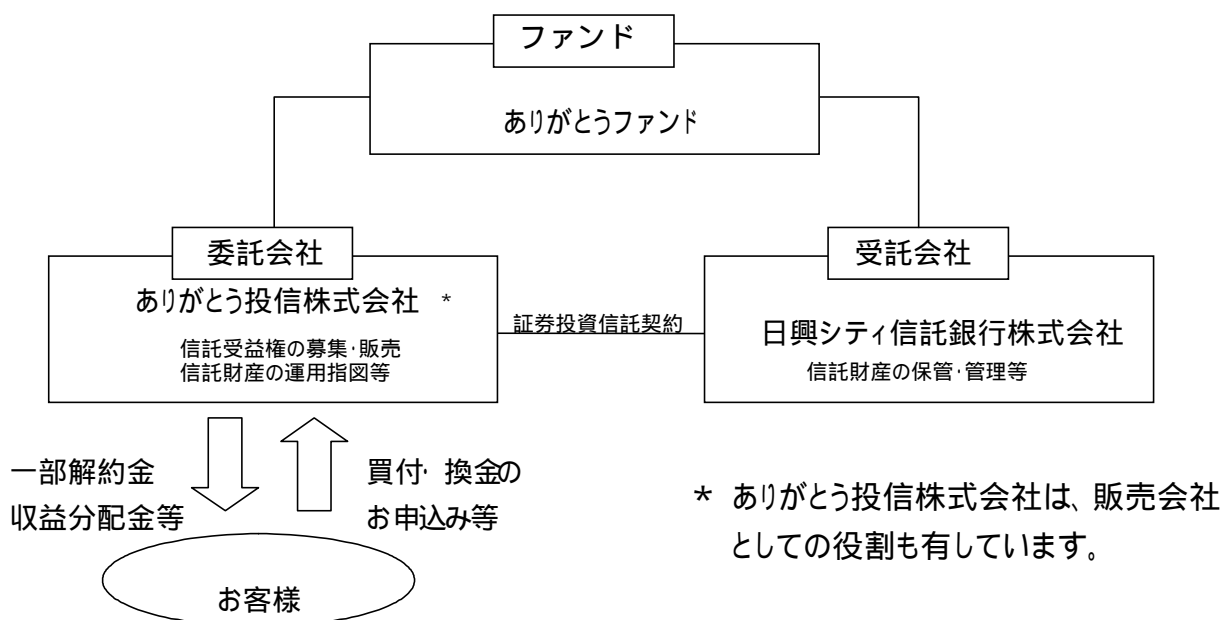 ファンド
ありがとうファンド
委託会社
ありがとう投信株式会社 *
信託受益権の募集・販売
信託財産の運用指図等
証券投資信託契約
受託会社
日興シティ信託銀行株式会社
信託財産の保管・管理等
一部解約金
収益分配金等
買付・換金の
お申込み等
お客様
* ありがとう投信株式会社は、販売会社
としての役割も有しています。